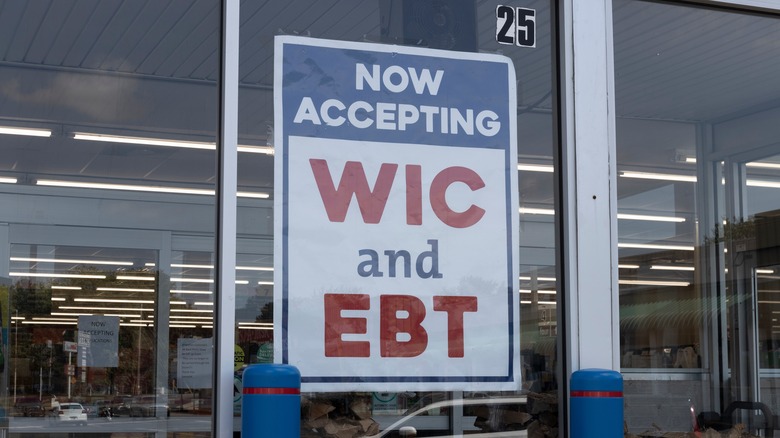 25
NOW
ACCEPTING
WIC
and
EBT
NOW
ACCEPTING